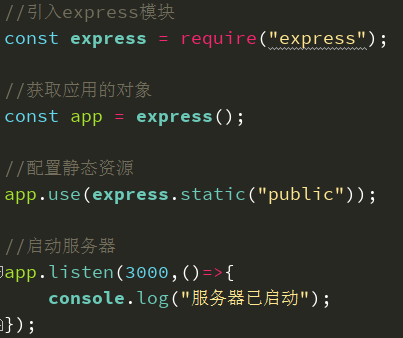 //引入express模块
const express = require("express");
//获取应用的对象
const app = express();
//配置静态资源
app.use(express.static("public"));
//启动服务器
app.listen(3000,()=>{
    console.log("服务器已启动");
});